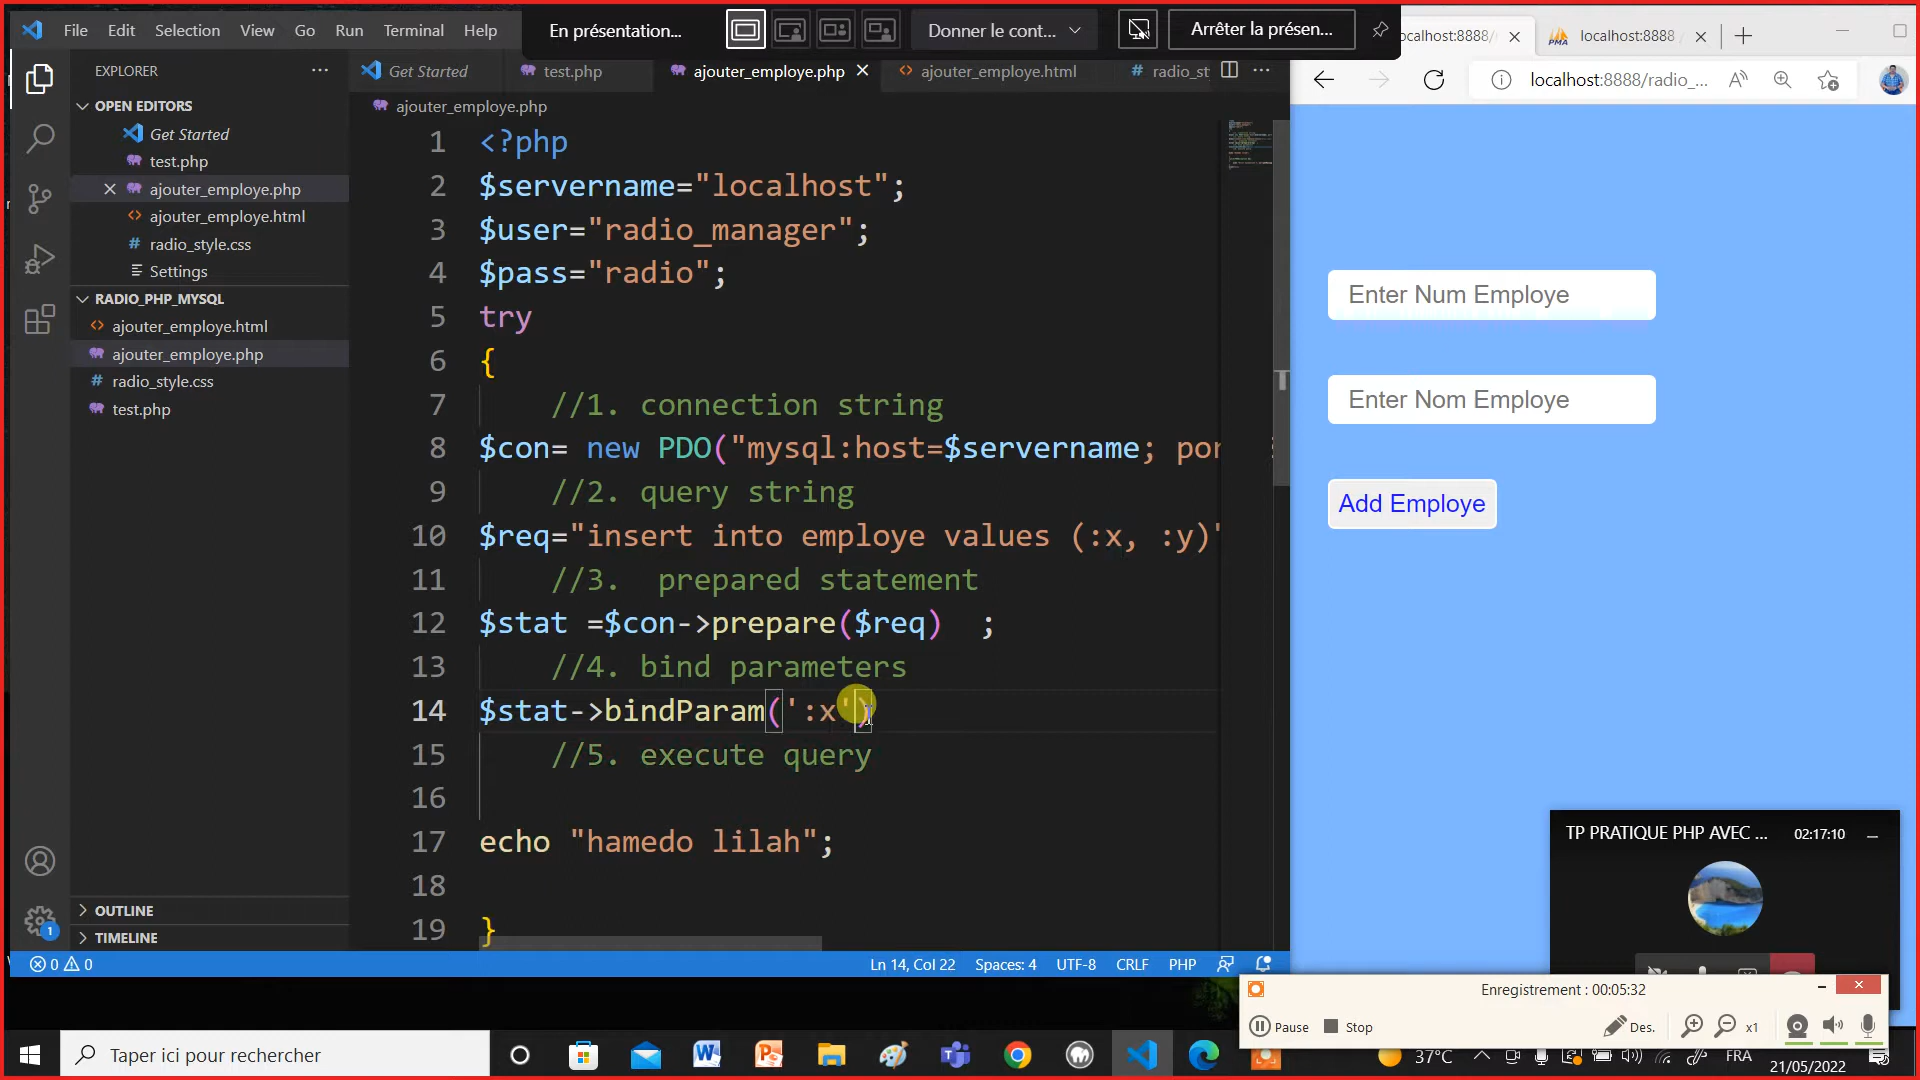 File Edit Selection View Go Run Terminal Help
En présentation...
Donner le cont...
Arrêter la présen...
ocalhost:8888/
localhost:8888/
EXPLORER
Get Started
test.php
ajouter_employe.php
ajouter_employe.html
radio_st
localhost:8888/radio_...
OPEN EDITORS
Get Started
test.php
ajouter_employe.php
ajouter_employe.html
radio_style.css
Settings
RADIO_PHP_MYSQL
ajouter_employe.html
ajouter_employe.php
radio_style.css
test.php
OUTLINE
TIMELINE
ajouter_employe.php
1 <?php
2 $servername="localhost";
3 $user="radio_manager";
4 $pass="radio";
5 try
6 {
7 //1. connection string
8 $con= new PDO("mysql:host=$servername; por
9 //2. query string
10 $req="insert into employe values (:x, :y)"
11 //3.  prepared statement
12 $stat =$con->prepare($req)  ;
13 //4. bind parameters
14 $stat->bindParam(':x')
15 //5. execute query
16
17 echo "hamedo lilah";
18
19 }
Enter Num Employe
Enter Nom Employe
Add Employe
TP PRATIQUE PHP AVEC ... 02:17:10
0 0
Ln 14, Col 22 Spaces: 4 UTF-8 CRLF PHP
1
Enregistrement : 00:05:32
Pause Stop Des. x1
Taper ici pour rechercher
37°C FRA
21/05/2022